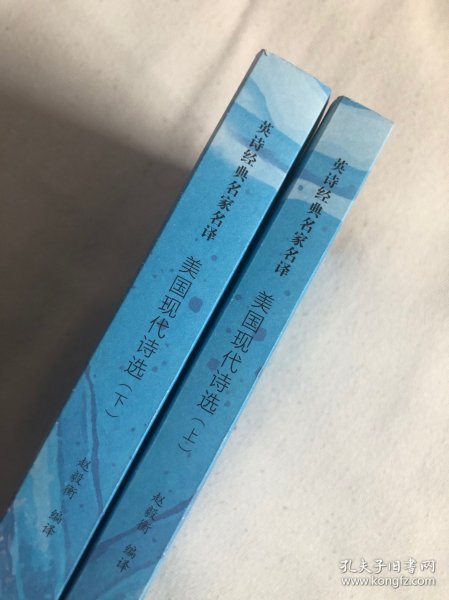 英诗经典名家名译
美国现代诗选（下）
赵毅衡 编译
英诗经典名家名译
美国现代诗选（上）
赵毅衡 编译
孔夫子旧书网
www.kongfz.com